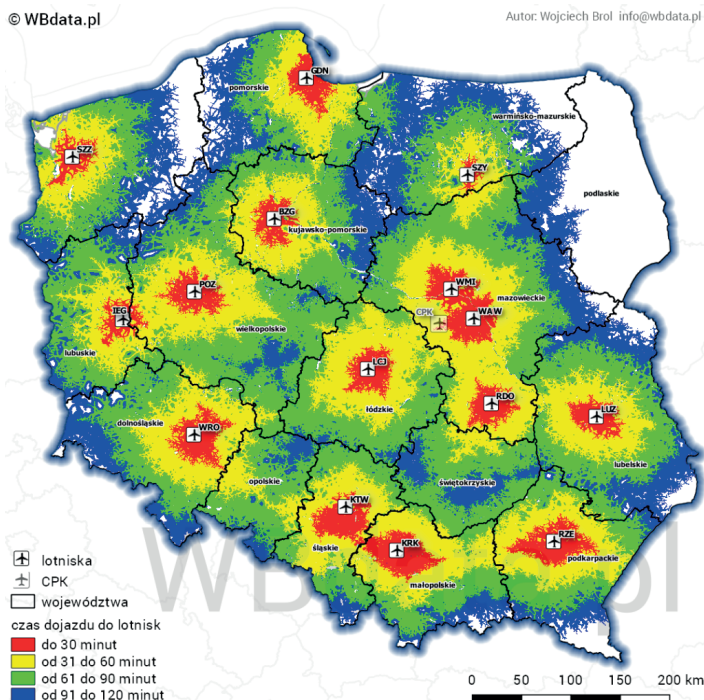 © WBdata.pl
Autor: Wojciech Brol info@wbdata.pl
GDN
pomorskie
warmińsko-mazurskie
SZZ
SZY
podlaskie
BZG
kujawsko-pomorskie
POZ
WMI
mazowieckie
CPK
WAW
IEG
wielkopolskie
lubuskie
LCJ
RDO
LUZ
łódzkie
dolnośląskie
WRO
lubelskie
opolskie
świętokrzyskie
KTW
śląskie
KRK
RZE
podkarpackie
małopolskie
WBdata.pl
lotniska
CPK
województwa
czas dojazdu do lotnisk
do 30 minut
od 31 do 60 minut
od 61 do 90 minut
od 91 do 120 minut
0 50 100 150 200 km